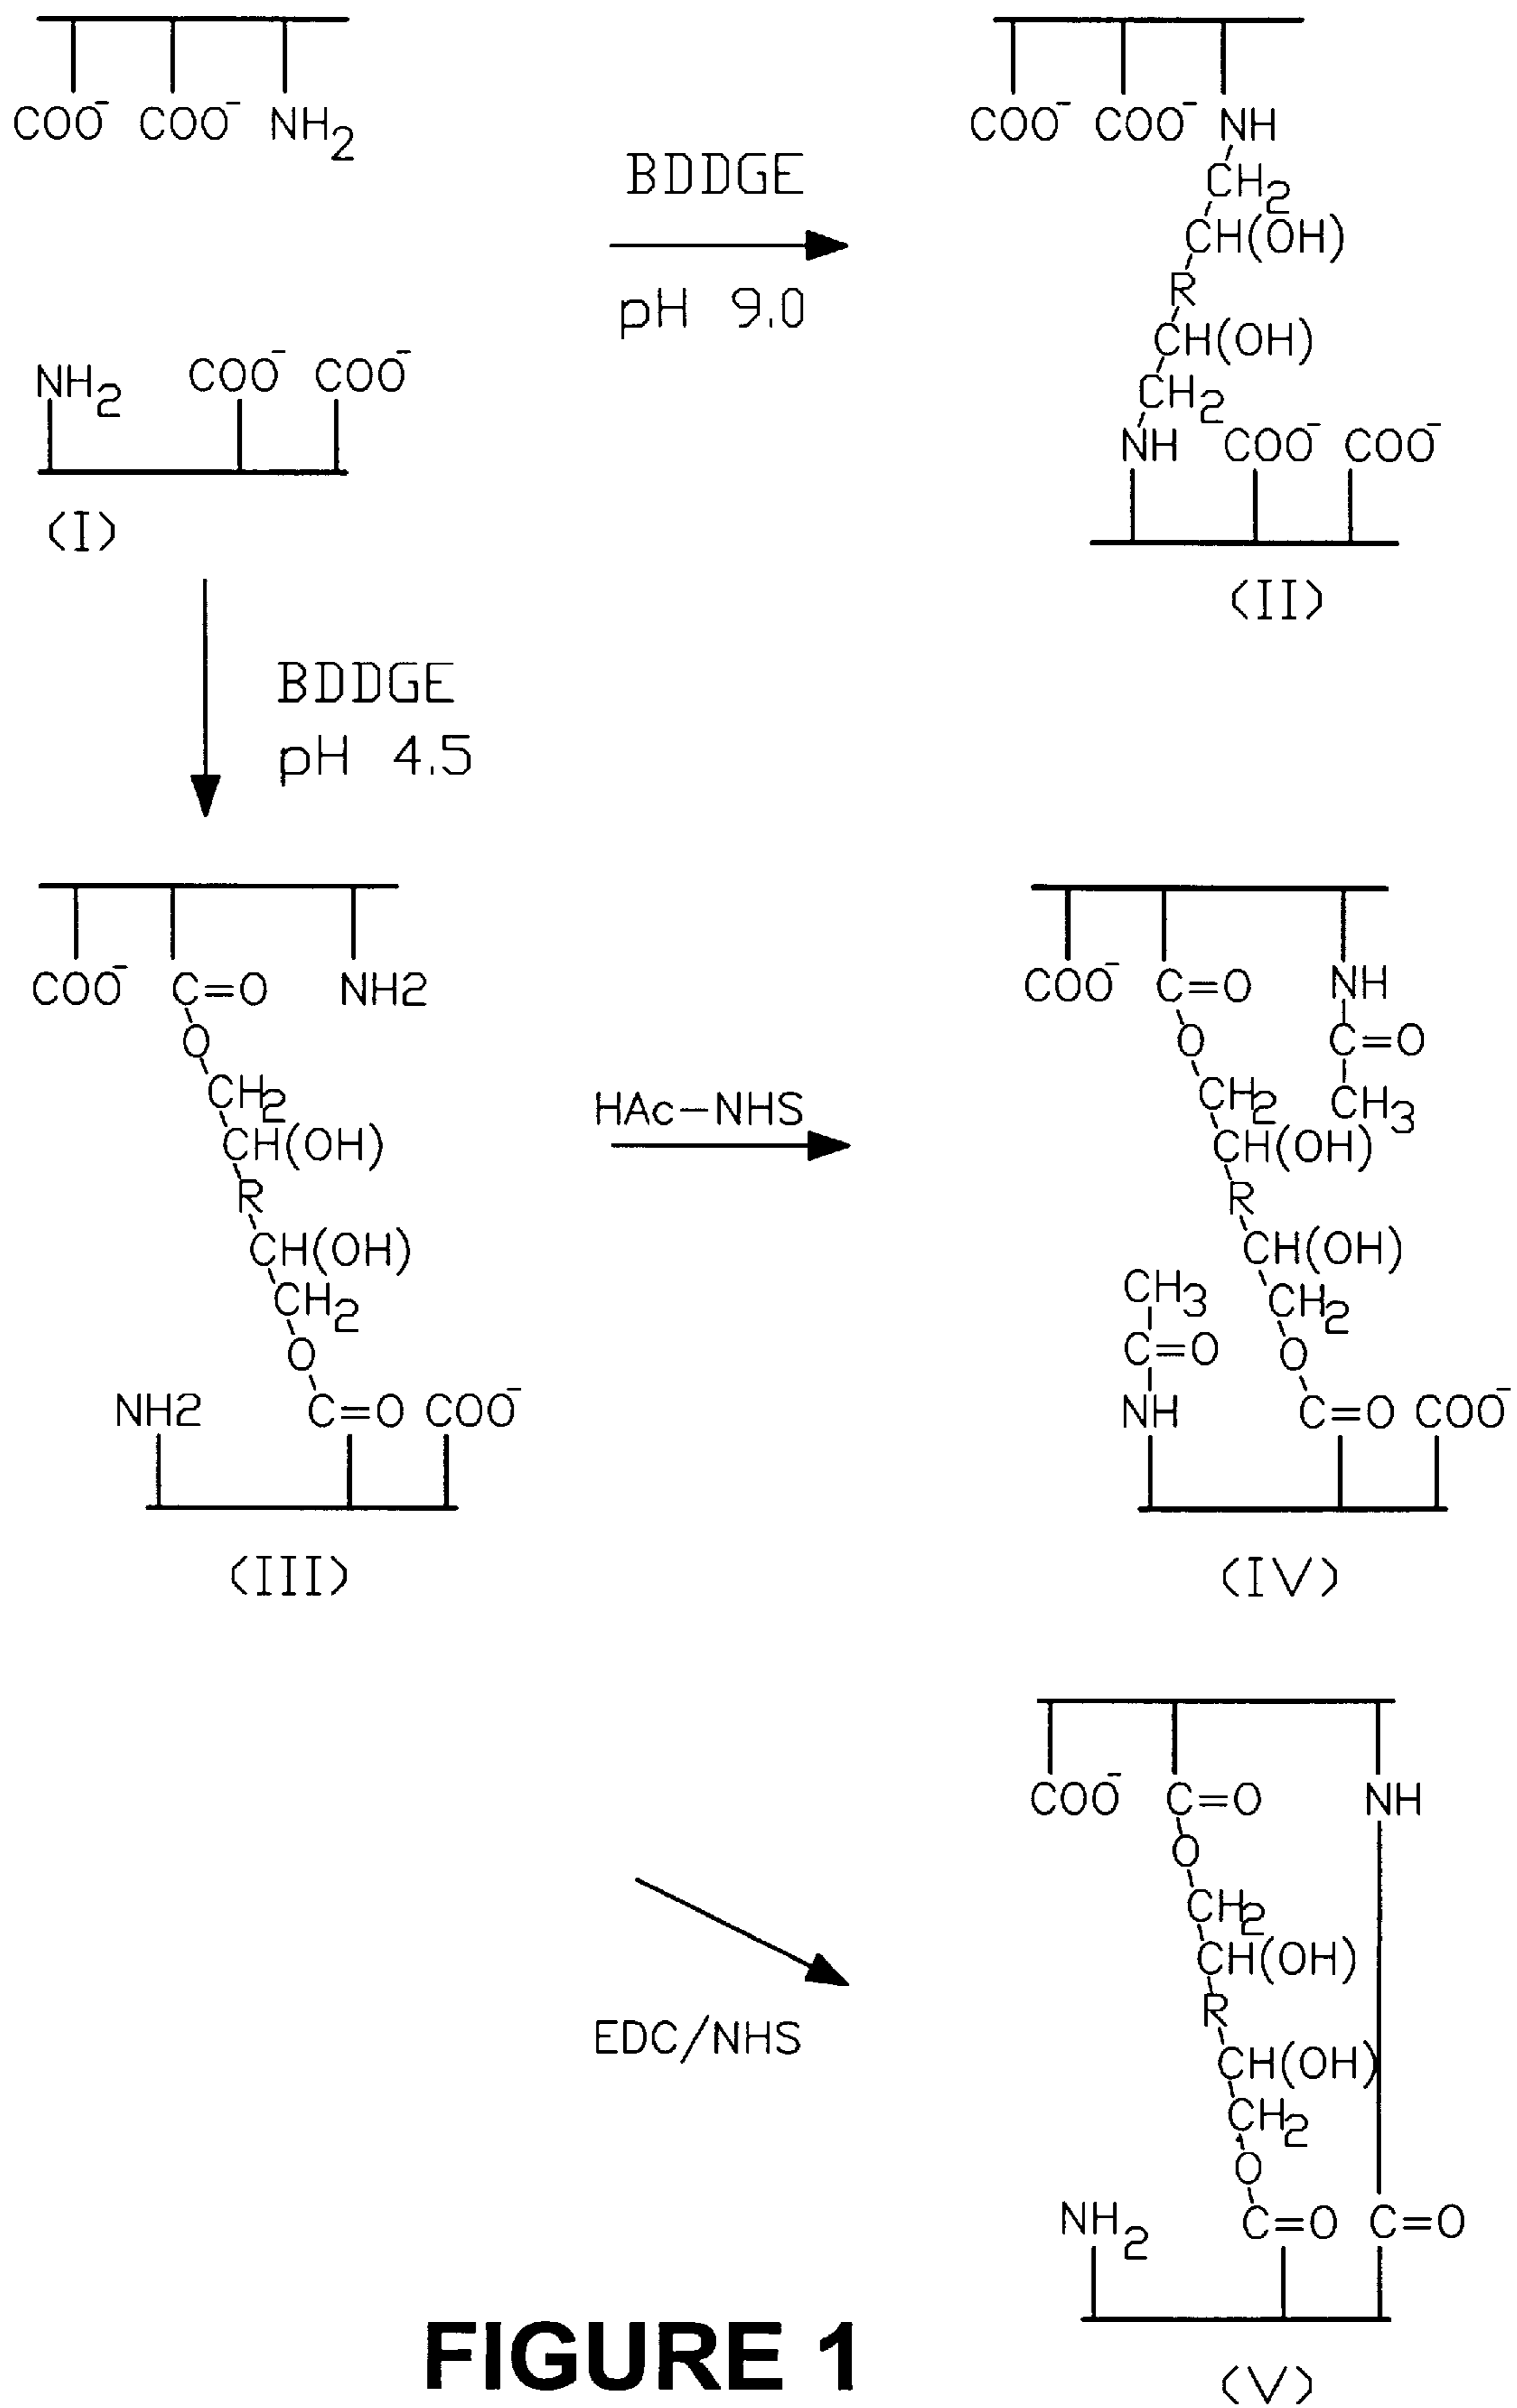 COO⁻ COO⁻ NH₂
BDDGE
pH 9.0
NH₂ COO⁻ COO⁻
(I)
COO⁻ COO⁻ NH
CH₂
CH(OH)
R
CH(OH)
CH₂
NH COO⁻ COO⁻
(II)
BDDGE
pH 4.5
COO⁻ C=O NH2
O
CH₂
CH(OH)
R
CH(OH)
CH₂
O
NH2 C=O COO⁻
(III)
HAc-NHS
COO⁻ C=O NH
O C=O
CH₂ CH₃
CH(OH)
R
CH(OH)
CH₃ CH₂
C=O O
NH C=O COO⁻
(IV)
EDC/NHS
COO⁻ C=O NH
O
CH₂
CH(OH)
R
CH(OH)
CH₂
O
NH₂ C=O C=O
(V)
FIGURE 1